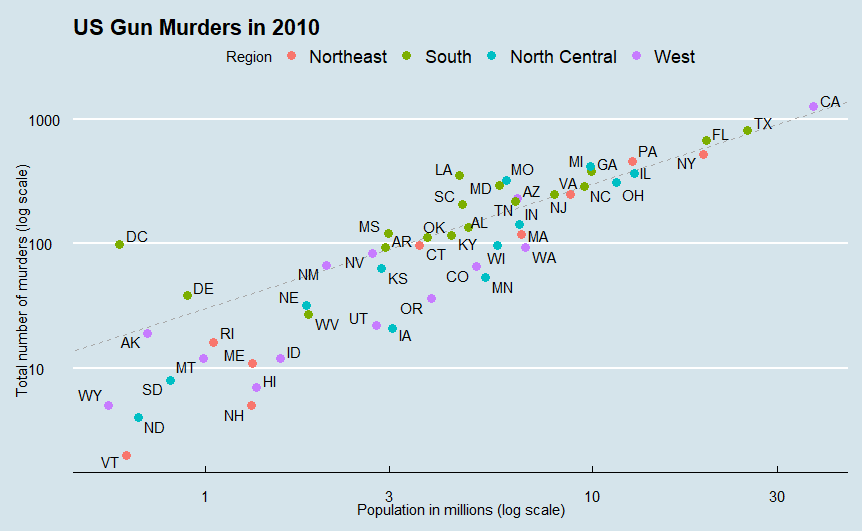 US Gun Murders in 2010
Region Northeast South North Central West
CA
1000 TX
FL
PA
NY
MI GA
LA MO IL
MD AZ VA
SC NC OH
TN NJ
IN
MS OK AL
DC AR KY MA
100
CT WI WA
NV
NM KS CO
MN
DE NE
OR
WV UT
RI IA
AK
ME ID
MT
10
SD HI
WY
NH
ND
VT
Total number of murders (log scale)
1 3 10 30
Population in millions (log scale)